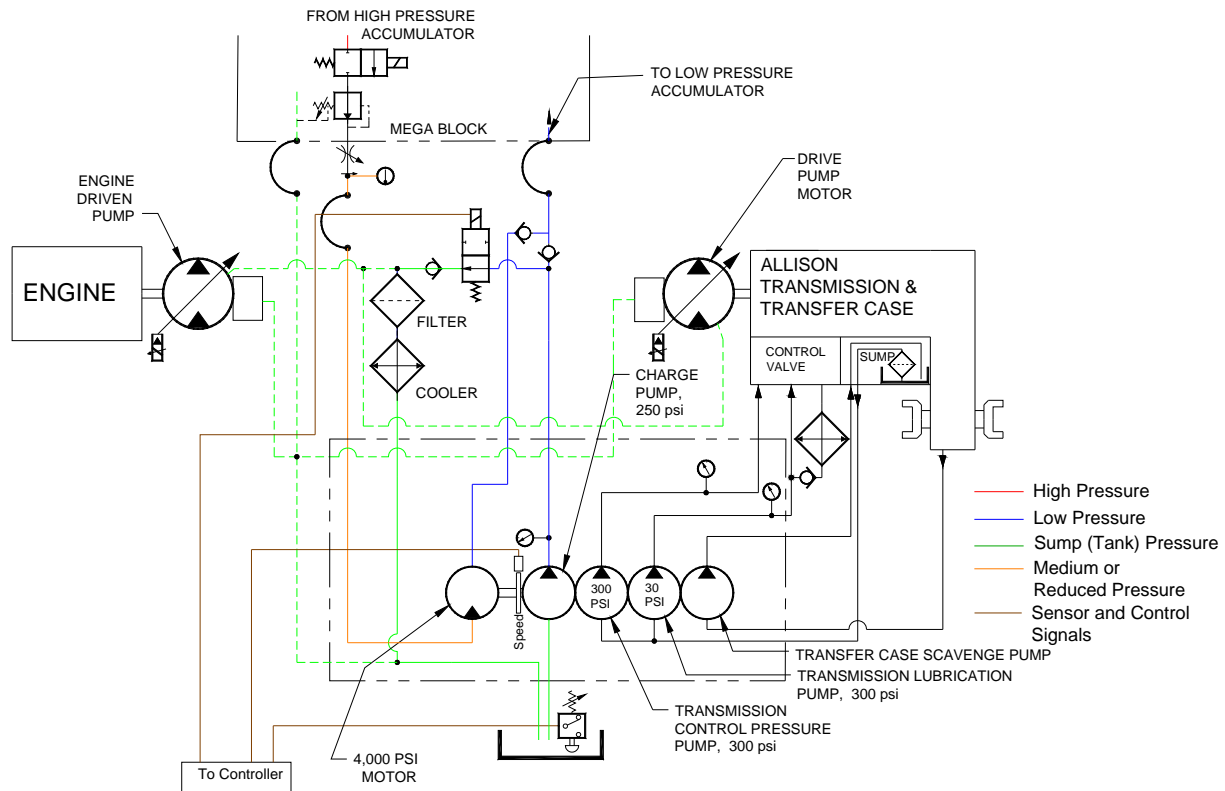 FROM HIGH PRESSURE
ACCUMULATOR
TO LOW PRESSURE
ACCUMULATOR
MEGA BLOCK
ENGINE
DRIVEN
PUMP
DRIVE
PUMP
MOTOR
ENGINE
ALLISON
TRANSMISSION &
TRANSFER CASE
FILTER
CONTROL
VALVE
SUMP
COOLER
CHARGE
PUMP,
250 psi
High Pressure
Low Pressure
Sump (Tank) Pressure
Medium or
Reduced Pressure
Sensor and Control
Signals
300
PSI
30
PSI
Speed
TRANSFER CASE SCAVENGE PUMP
TRANSMISSION LUBRICATION
PUMP, 300 psi
TRANSMISSION
CONTROL PRESSURE
PUMP, 300 psi
4,000 PSI
MOTOR
To Controller